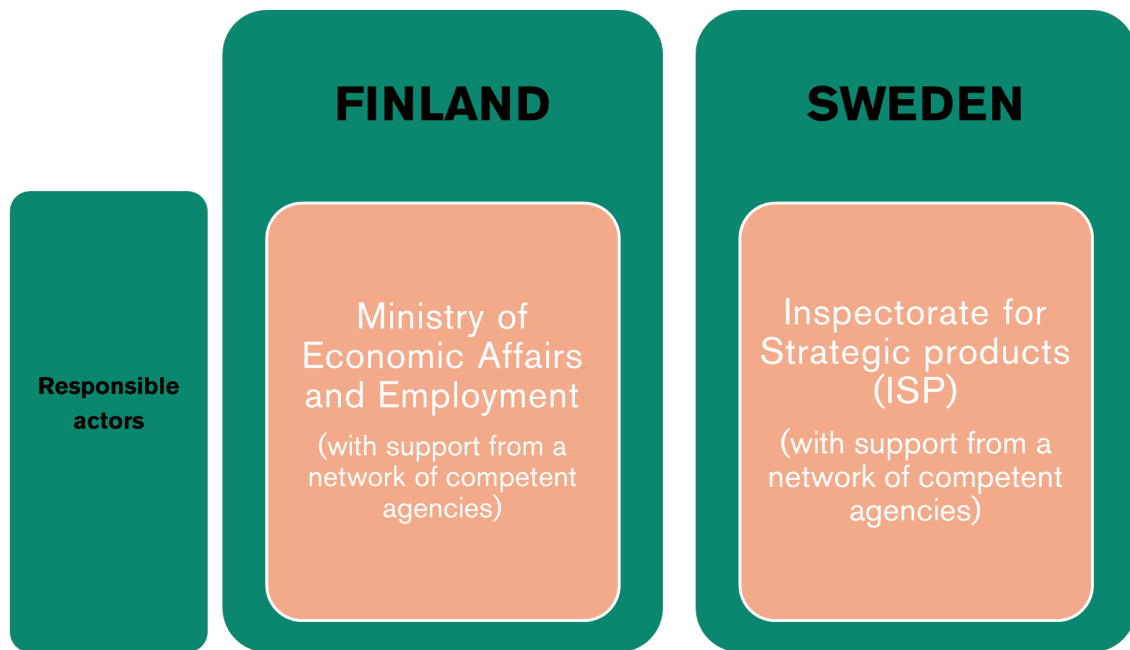 FINLAND
SWEDEN
Responsible
actors
Ministry of
Economic Affairs
and Employment
(with support from a
network of competent
agencies)
Inspectorate for
Strategic products
(ISP)
(with support from a
network of competent
agencies)